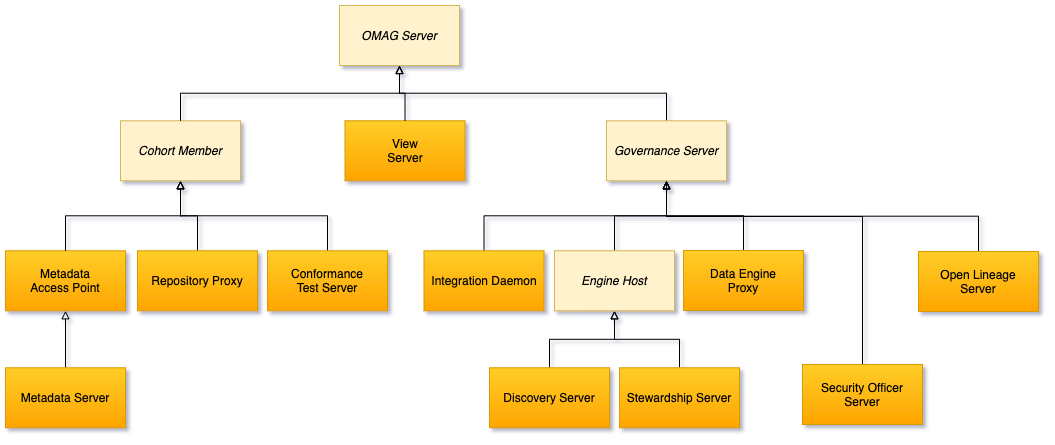 OMAG Server
Cohort Member
View
Server
Governance Server
Metadata
Access Point
Repository Proxy
Conformance
Test Server
Integration Daemon
Engine Host
Data Engine
Proxy
Open Lineage
Server
Metadata Server
Discovery Server
Stewardship Server
Security Officer
Server